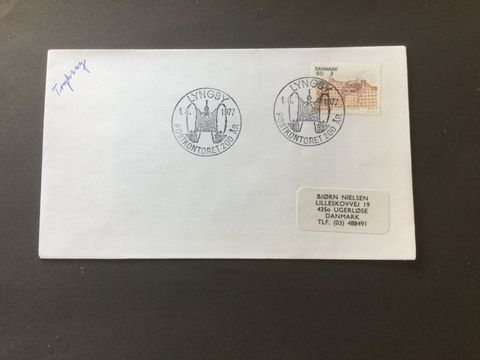 LYNGBY
1977
POSTKONTORET 200 ÅR
LYNGBY
1977
POSTKONTORET 200 ÅR
DANMARK
60
BJØRN NIELSEN
LILLESKOVVEJ 19
4350 UGERLØSE
DANMARK
TLF. (03) 488491